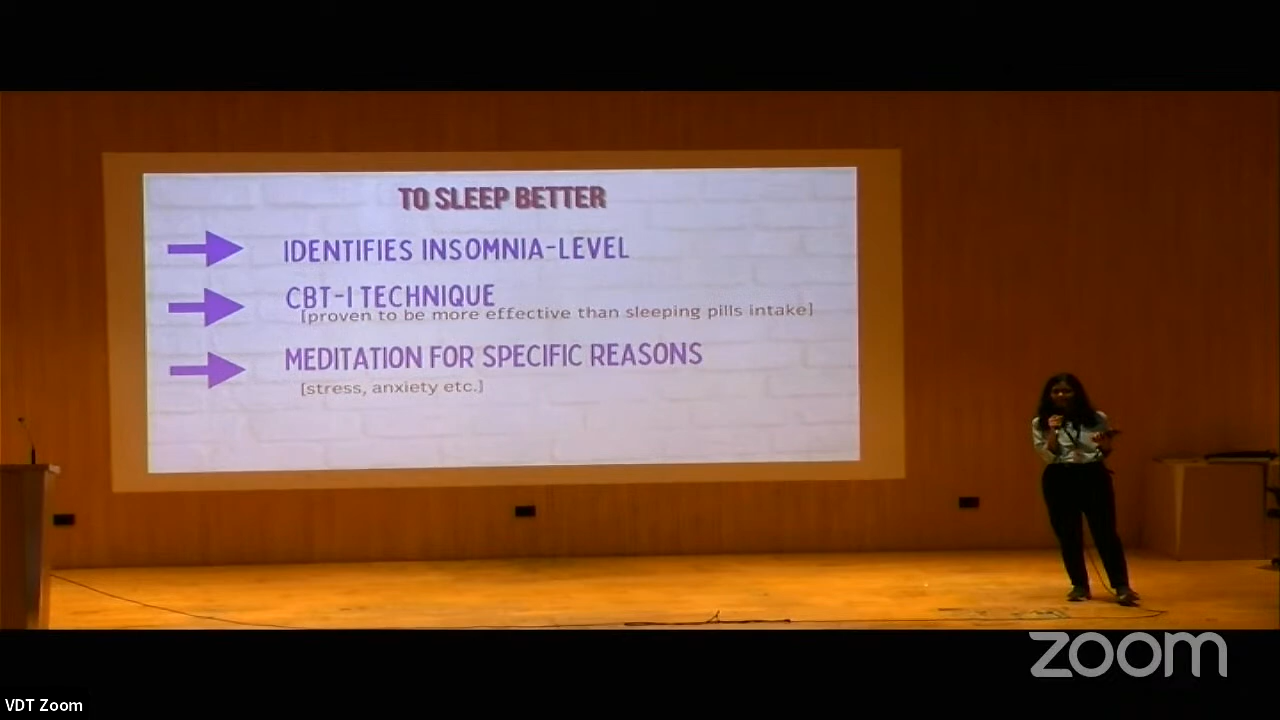 TO SLEEP BETTER
IDENTIFIES INSOMNIA-LEVEL
CBT-I TECHNIQUE
[proven to be more effective than sleeping pills intake]
MEDITATION FOR SPECIFIC REASONS
[stress, anxiety etc.]
zoom
VDT Zoom